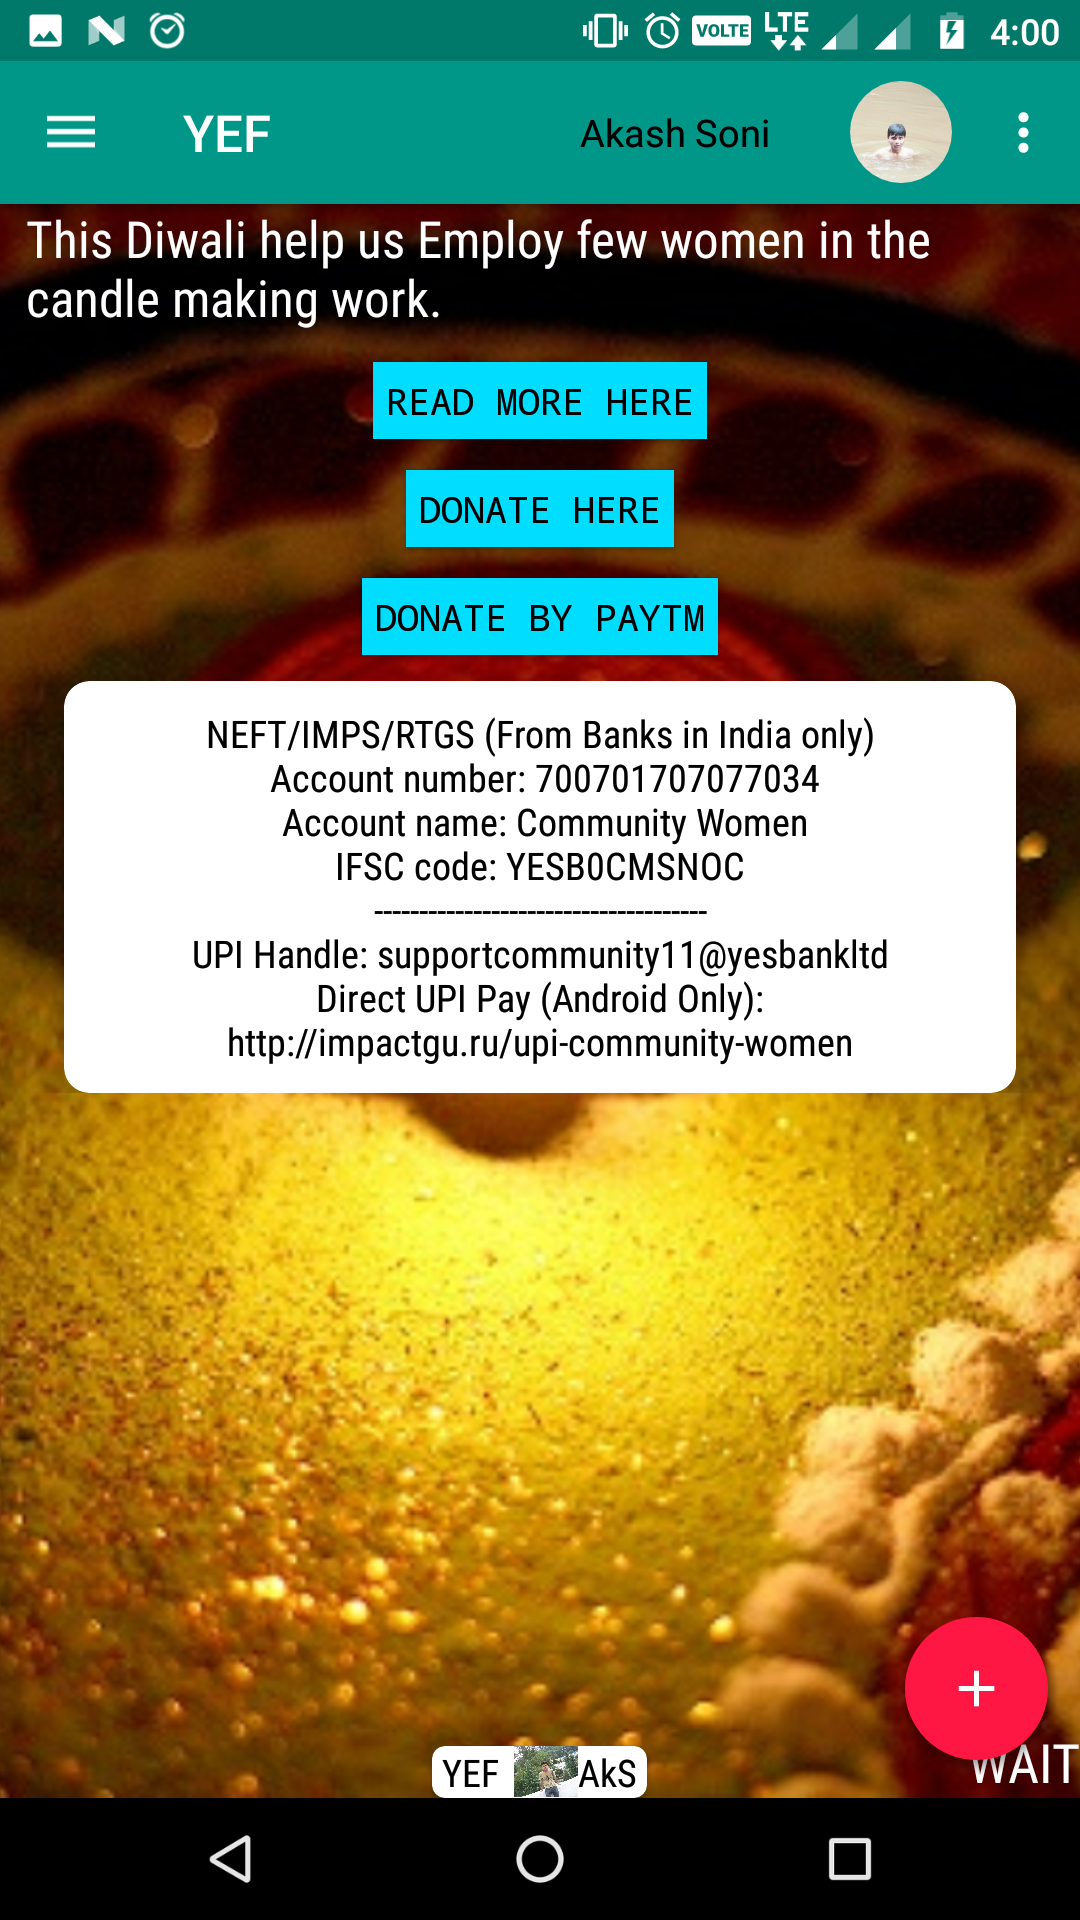 VOLTE LTE 4:00
YEF Akash Soni
This Diwali help us Employ few women in the
candle making work.
READ MORE HERE
DONATE HERE
DONATE BY PAYTM
NEFT/IMPS/RTGS (From Banks in India only)
Account number: 700701707077034
Account name: Community Women
IFSC code: YESB0CMSNOC
-------------------------------------
UPI Handle: supportcommunity11@yesbankltd
Direct UPI Pay (Android Only):
http://impactgu.ru/upi-community-women
WAIT
YEF AkS